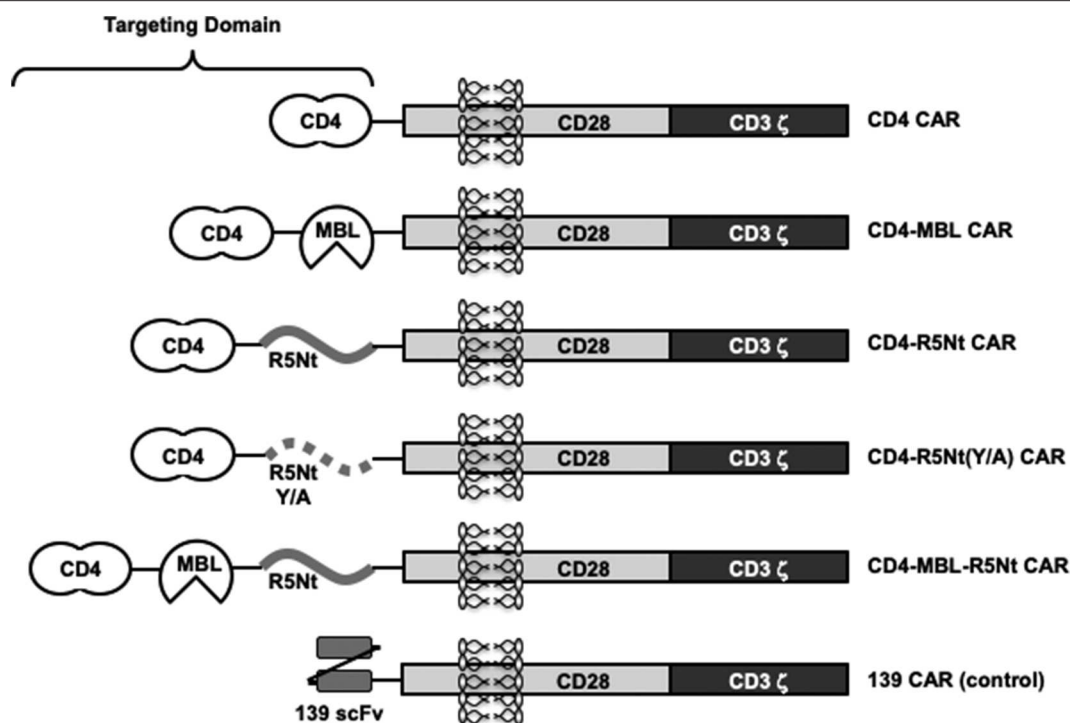 Targeting Domain
CD4 CD28 CD3 ζ CD4 CAR
CD4 MBL CD28 CD3 ζ CD4-MBL CAR
CD4 R5Nt CD28 CD3 ζ CD4-R5Nt CAR
CD4 R5Nt CD28 CD3 ζ CD4-R5Nt(Y/A) CAR
Y/A
CD4 MBL R5Nt CD28 CD3 ζ CD4-MBL-R5Nt CAR
CD28 CD3 ζ 139 CAR (control)
139 scFv